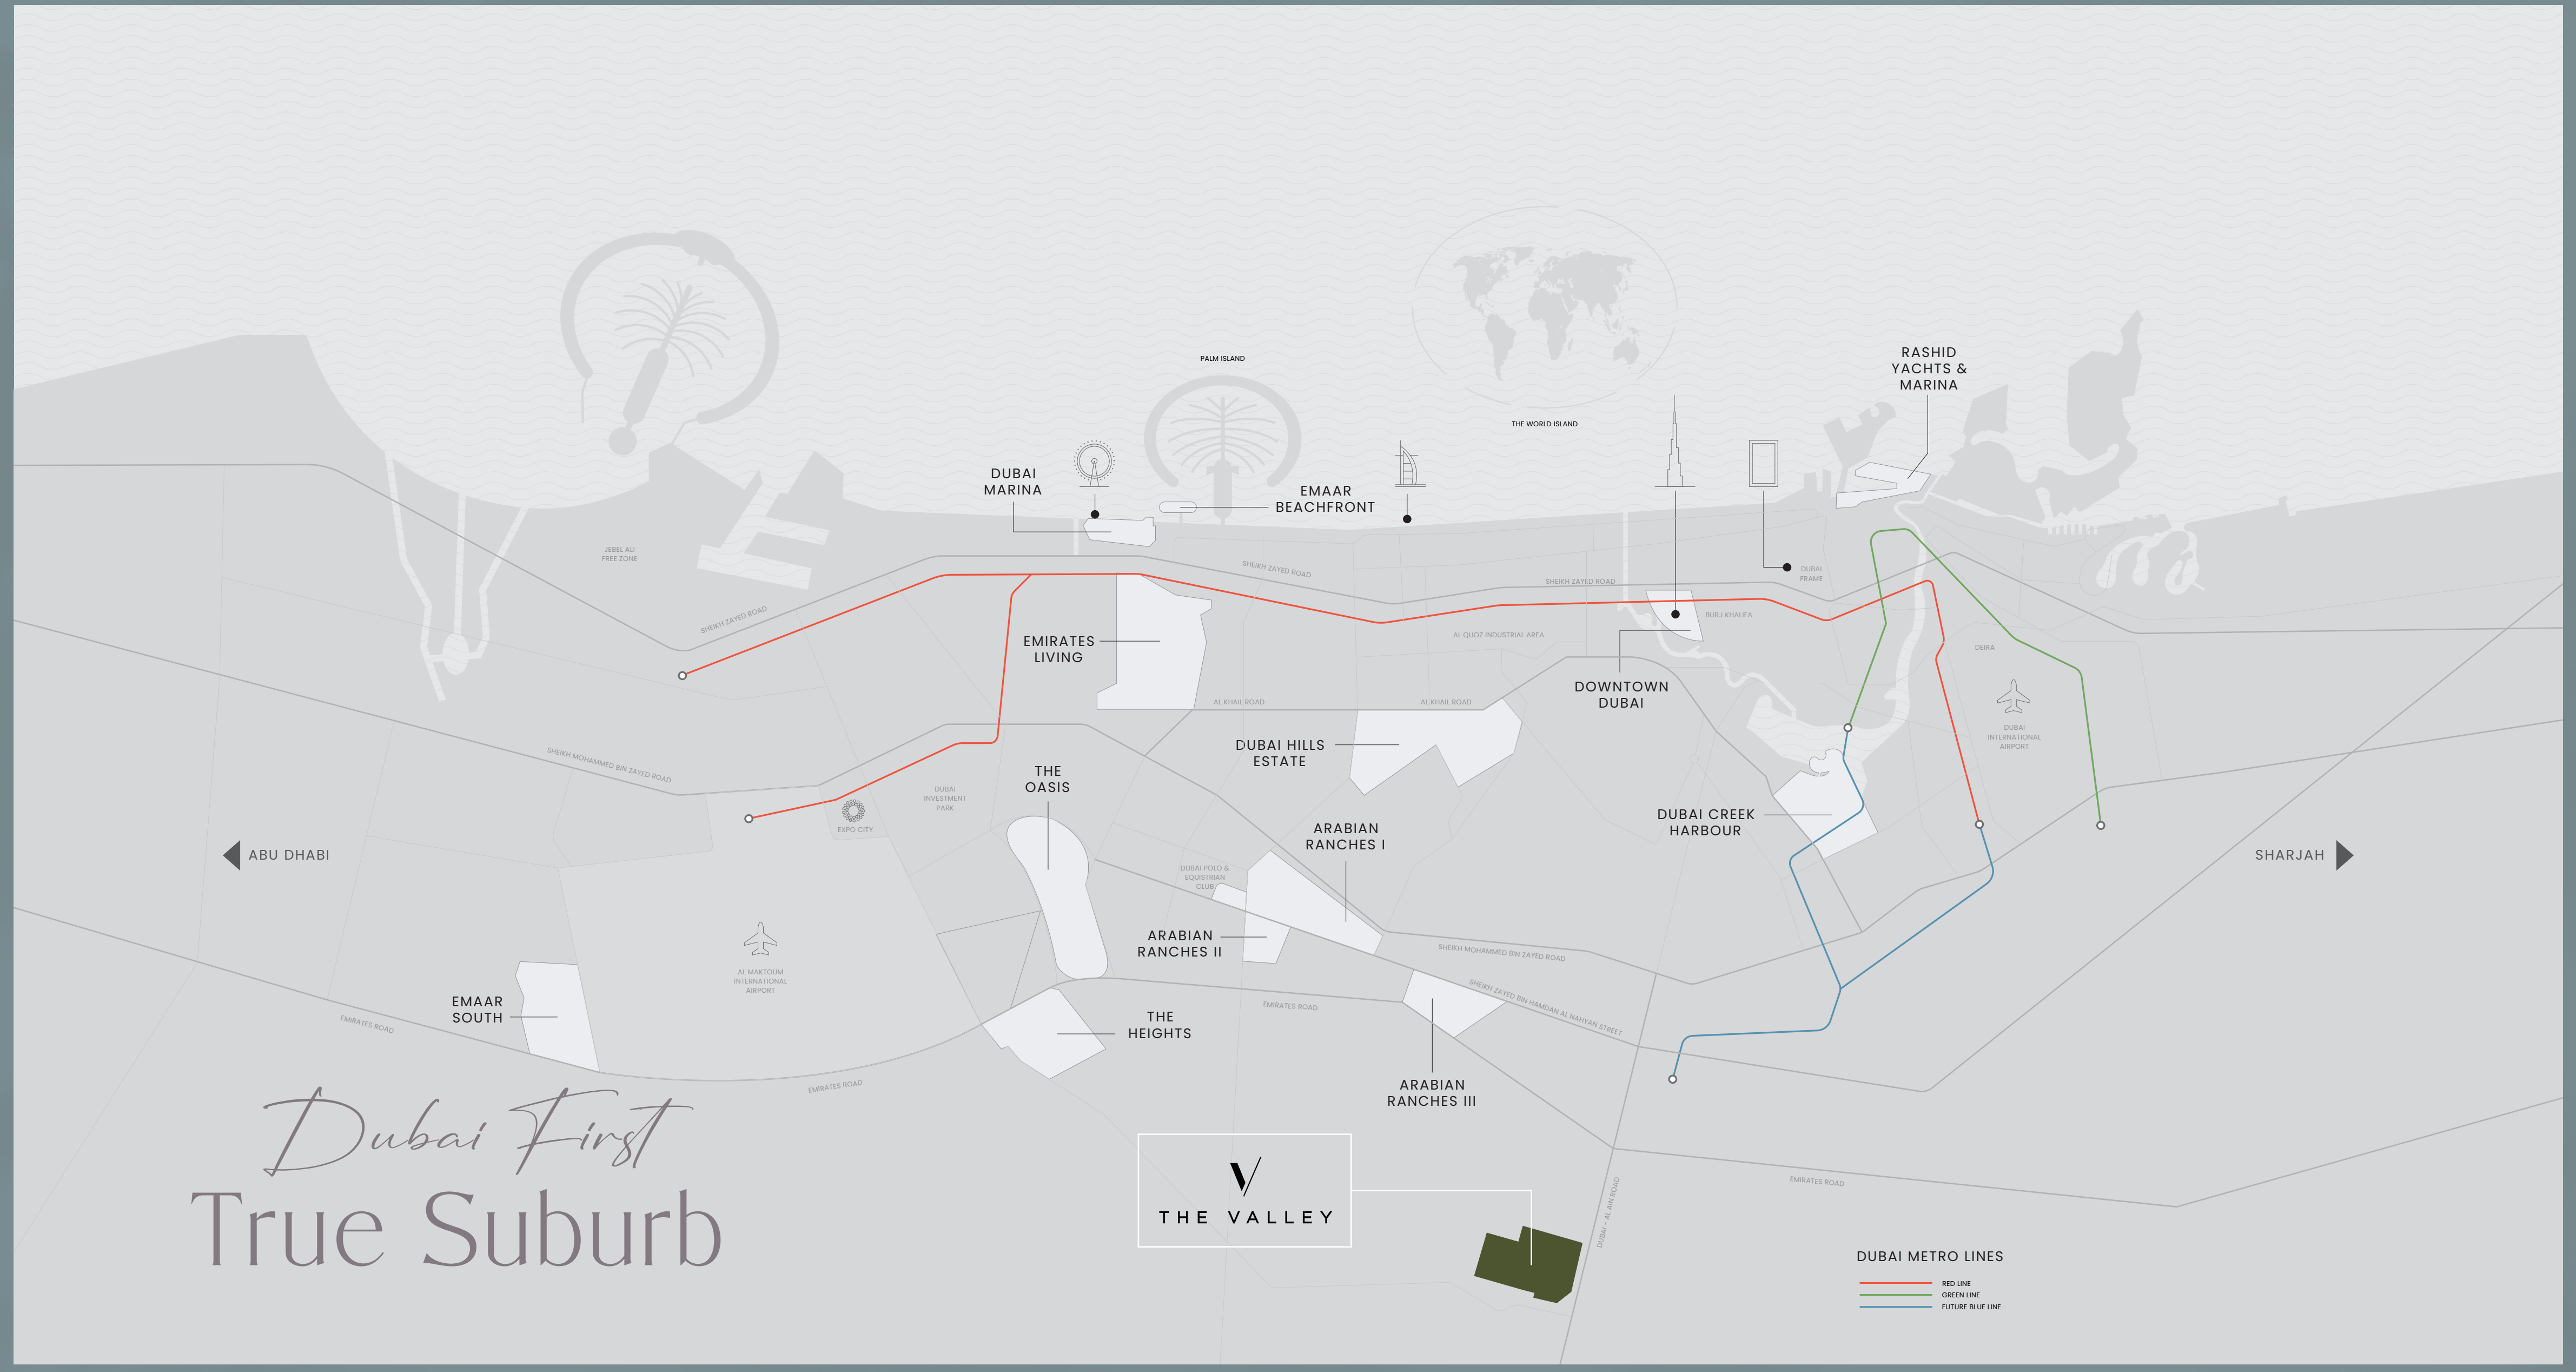 PALM ISLAND
THE WORLD ISLAND
RASHID
YACHTS &
MARINA
DUBAI
MARINA
EMAAR
BEACHFRONT
JEBEL ALI
FREE ZONE
SHEIKH ZAYED ROAD
SHEIKH ZAYED ROAD
SHEIKH ZAYED ROAD
DUBAI
FRAME
BURJ KHALIFA
EMIRATES
LIVING
AL QUOZ INDUSTRIAL AREA
DEIRA
DOWNTOWN
DUBAI
AL KHAIL ROAD
AL KHAIL ROAD
DUBAI
INTERNATIONAL
AIRPORT
DUBAI HILLS
ESTATE
SHEIKH MOHAMMED BIN ZAYED ROAD
THE
OASIS
DUBAI
INVESTMENT
PARK
EXPO CITY
DUBAI CREEK
HARBOUR
ARABIAN
RANCHES I
ABU DHABI
SHARJAH
DUBAI POLO &
EQUESTRIAN
CLUB
ARABIAN
RANCHES II
SHEIKH MOHAMMED BIN ZAYED ROAD
AL MAKTOUM
INTERNATIONAL
AIRPORT
SHEIKH ZAYED BIN HAMDAN AL NAHYAN STREET
EMAAR
SOUTH
EMIRATES ROAD
EMIRATES ROAD
THE
HEIGHTS
EMIRATES ROAD
ARABIAN
RANCHES III
Dubai First
True Suburb
THE VALLEY
EMIRATES ROAD
DUBAI - AL AIN ROAD
DUBAI METRO LINES
RED LINE
GREEN LINE
FUTURE BLUE LINE